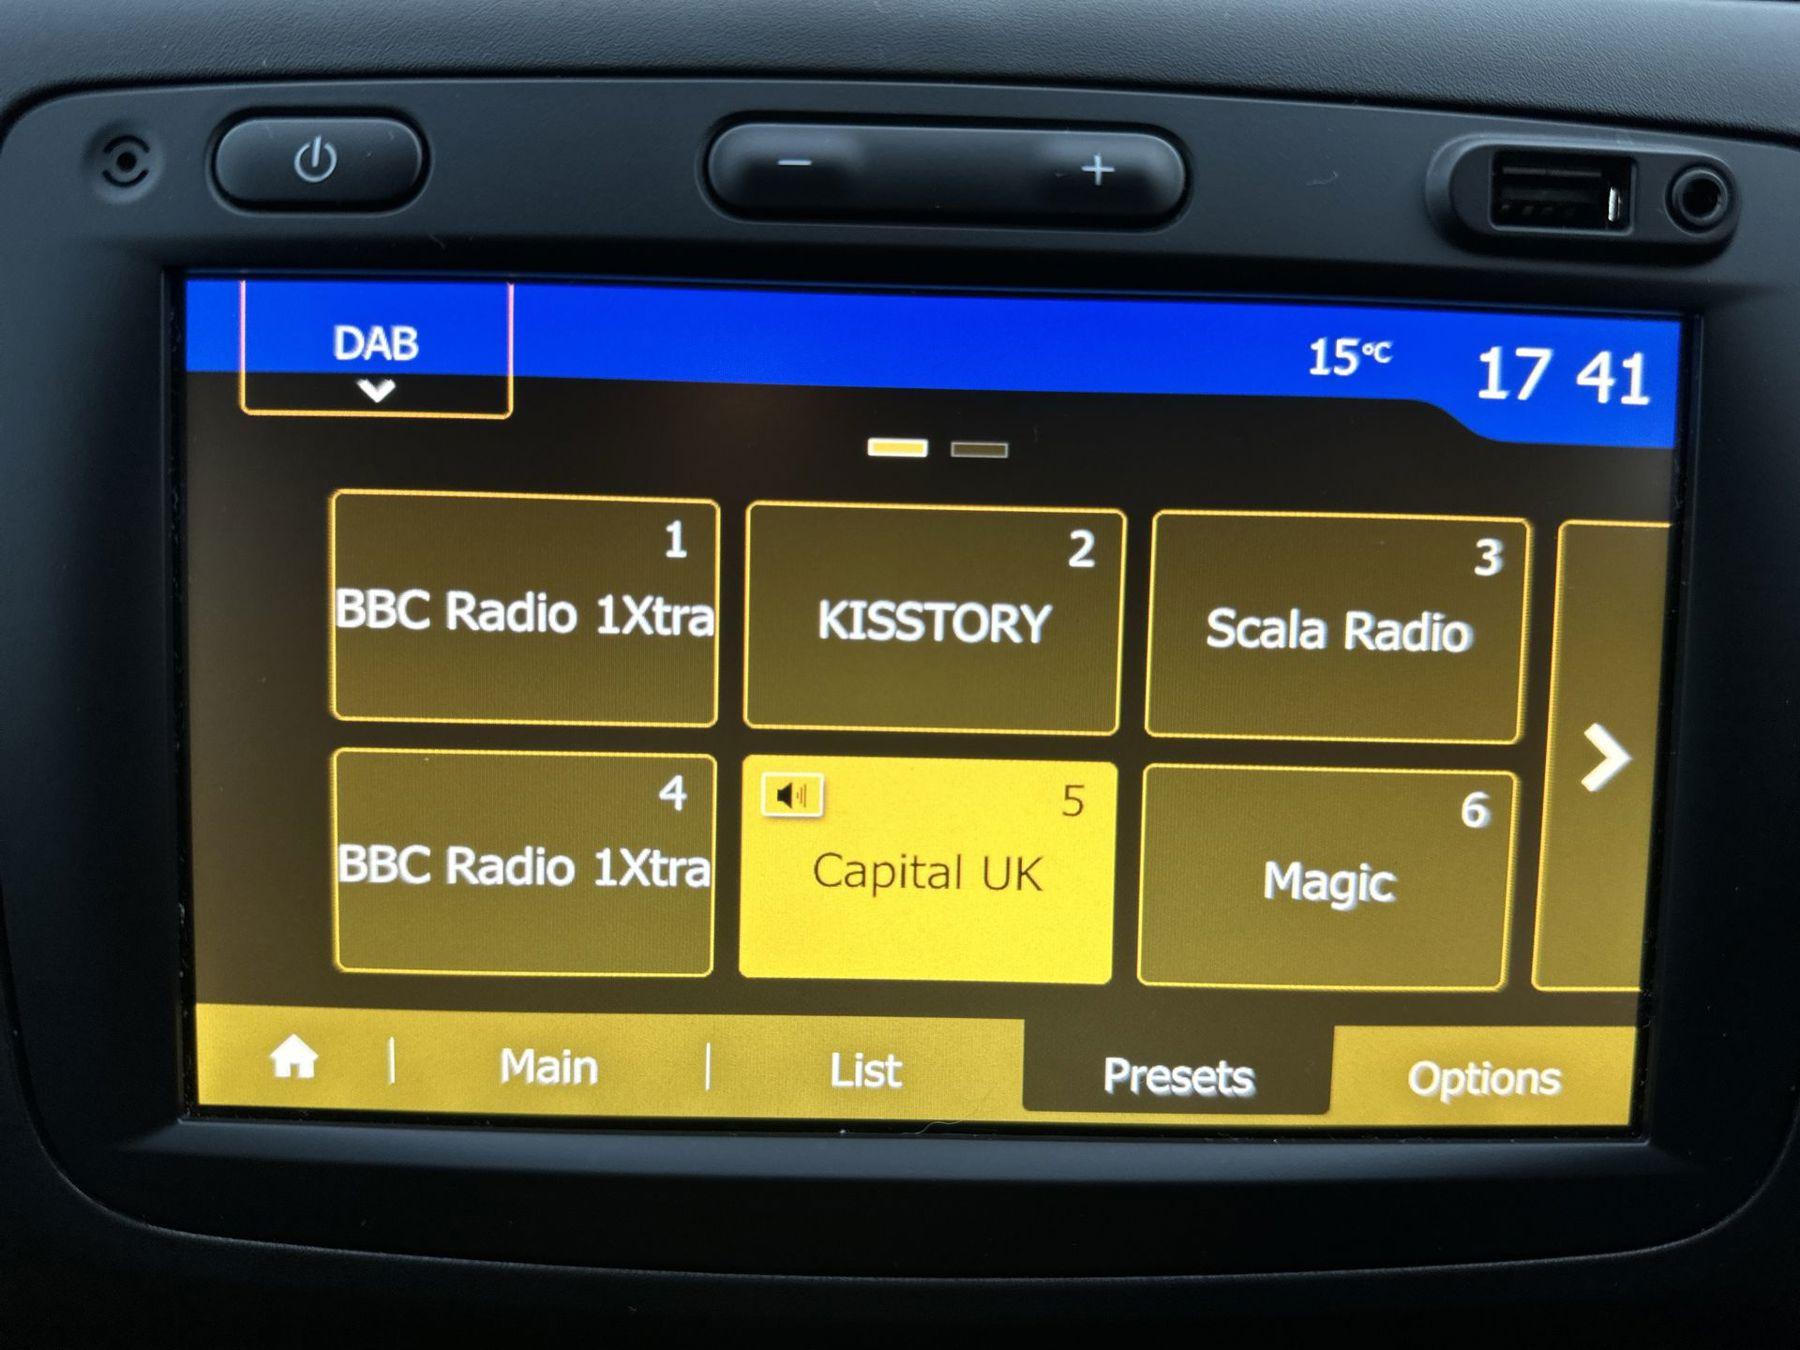 DAB
15°C
17 41
1
BBC Radio 1Xtra
2
KISSTORY
3
Scala Radio
4
BBC Radio 1Xtra
5
Capital UK
6
Magic
Main
List
Presets
Options